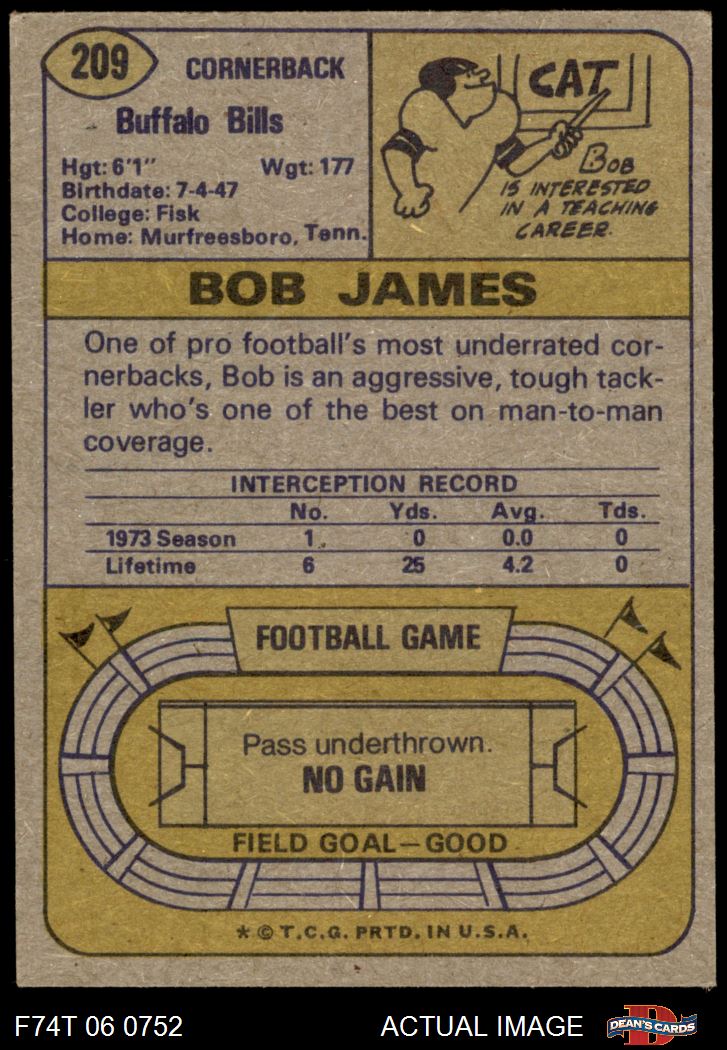 209
CORNERBACK
Buffalo Bills
Hgt: 6'1" Wgt: 177
Birthdate: 7-4-47
College: Fisk
Home: Murfreesboro, Tenn.
CAT
BOB
IS INTERESTED
IN A TEACHING
CAREER.
BOB JAMES
One of pro football's most underrated cor-
nerbacks, Bob is an aggressive, tough tack-
ler who's one of the best on man-to-man
coverage.
INTERCEPTION RECORD
No. Yds. Avg. Tds.
1973 Season 1 0 0.0 0
Lifetime 6 25 4.2 0
FOOTBALL GAME
Pass underthrown.
NO GAIN
FIELD GOAL—GOOD
* © T.C.G. PRTD. IN U.S.A.
F74T 06 0752 ACTUAL IMAGE
D
DEAN'S CARDS